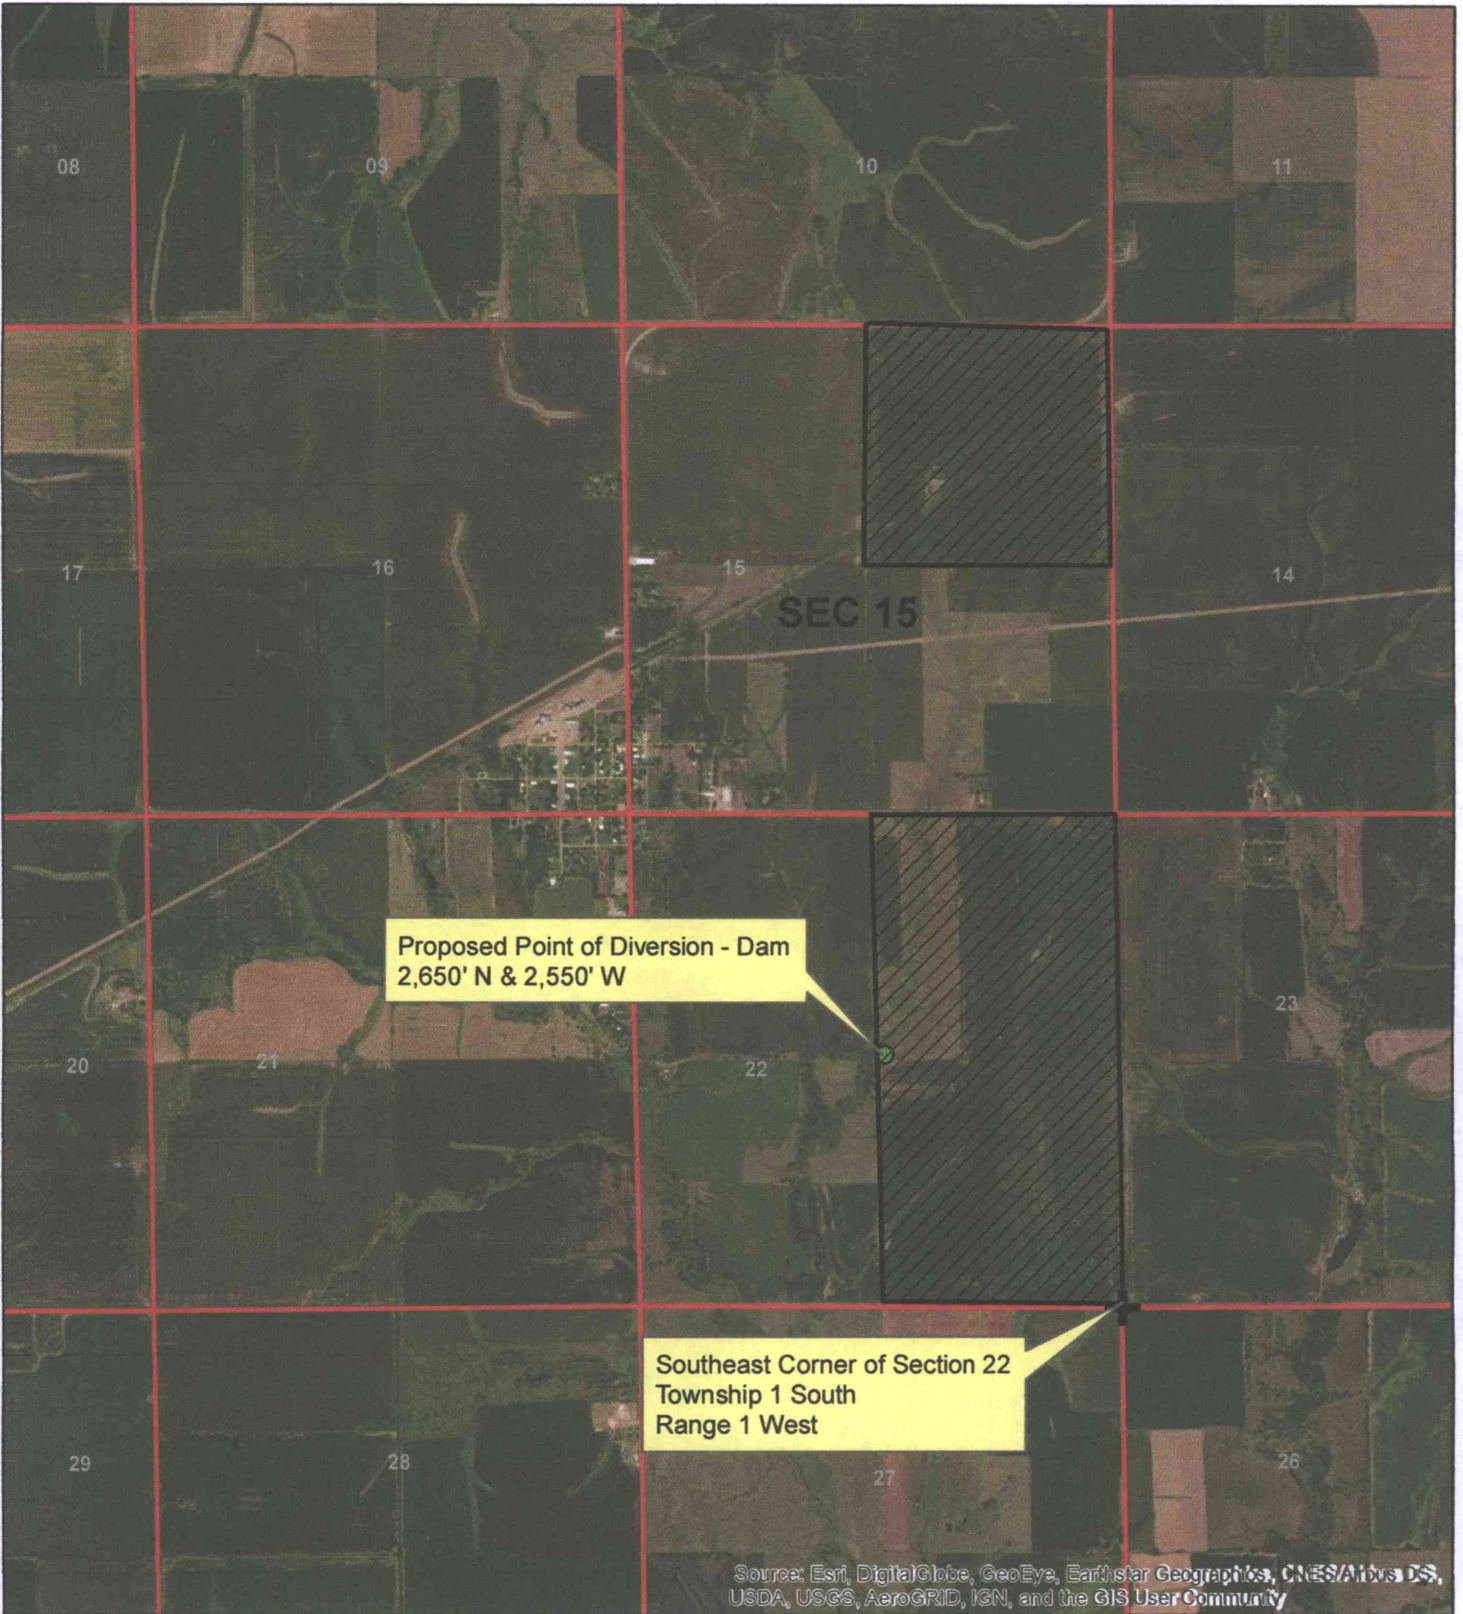 08
09
10
11
17
16
15
14
SEC 15
Proposed Point of Diversion - Dam
2,650' N & 2,550' W
20
21
22
23
Southeast Corner of Section 22
Township 1 South
Range 1 West
29
28
27
26
Source: Esri, DigitalGlobe, GeoEye, Earthstar Geographics, CNES/Airbus DS,
USDA, USGS, AeroGRID, IGN, and the GIS User Community